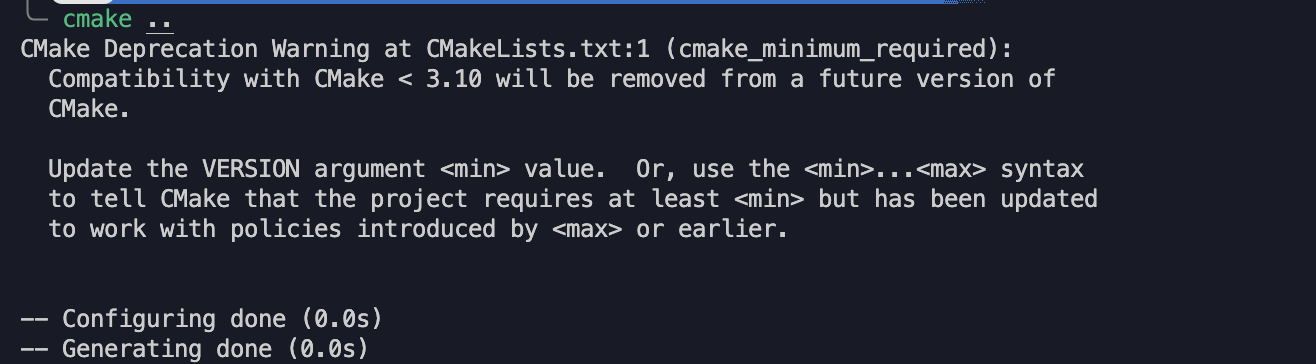 cmake ..
CMake Deprecation Warning at CMakeLists.txt:1 (cmake_minimum_required):
  Compatibility with CMake < 3.10 will be removed from a future version of
  CMake.

  Update the VERSION argument <min> value.  Or, use the <min>...<max> syntax
  to tell CMake that the project requires at least <min> but has been updated
  to work with policies introduced by <max> or earlier.

-- Configuring done (0.0s)
-- Generating done (0.0s)